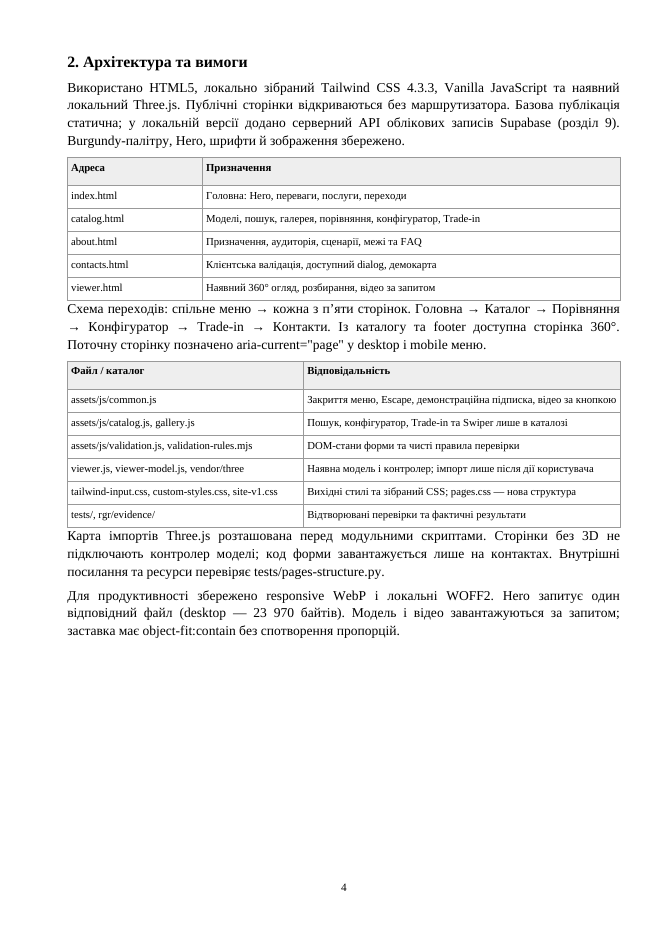 2. Архітектура та вимоги
Використано HTML5, локально зібраний Tailwind CSS 4.3.3, Vanilla JavaScript та наявний
локальний Three.js. Публічні сторінки відкриваються без маршрутизатора. Базова публікація
статична; у локальній версії додано серверний API облікових записів Supabase (розділ 9).
Burgundy-палітру, Hero, шрифти й зображення збережено.
Адреса Призначення
index.html Головна: Hero, переваги, послуги, переходи
catalog.html Моделі, пошук, галерея, порівняння, конфігуратор, Trade-in
about.html Призначення, аудиторія, сценарії, межі та FAQ
contacts.html Клієнтська валідація, доступний dialog, демокарта
viewer.html Наявний 360° огляд, розбирання, відео за запитом
Схема переходів: спільне меню → кожна з п’яти сторінок. Головна → Каталог → Порівняння
→ Конфігуратор → Trade-in → Контакти. Із каталогу та footer доступна сторінка 360°.
Поточну сторінку позначено aria-current="page" у desktop і mobile меню.
Файл / каталог Відповідальність
assets/js/common.js Закриття меню, Escape, демонстраційна підписка, відео за кнопкою
assets/js/catalog.js, gallery.js Пошук, конфігуратор, Trade-in та Swiper лише в каталозі
assets/js/validation.js, validation-rules.mjs DOM-стани форми та чисті правила перевірки
viewer.js, viewer-model.js, vendor/three Наявна модель і контролер; імпорт лише після дії користувача
tailwind-input.css, custom-styles.css, site-v1.css Вихідні стилі та зібраний CSS; pages.css — нова структура
tests/, rgr/evidence/ Відтворювані перевірки та фактичні результати
Карта імпортів Three.js розташована перед модульними скриптами. Сторінки без 3D не
підключають контролер моделі; код форми завантажується лише на контактах. Внутрішні
посилання та ресурси перевіряє tests/pages-structure.py.
Для продуктивності збережено responsive WebP і локальні WOFF2. Hero запитує один
відповідний файл (desktop — 23 970 байтів). Модель і відео завантажуються за запитом;
заставка має object-fit:contain без спотворення пропорцій.
4